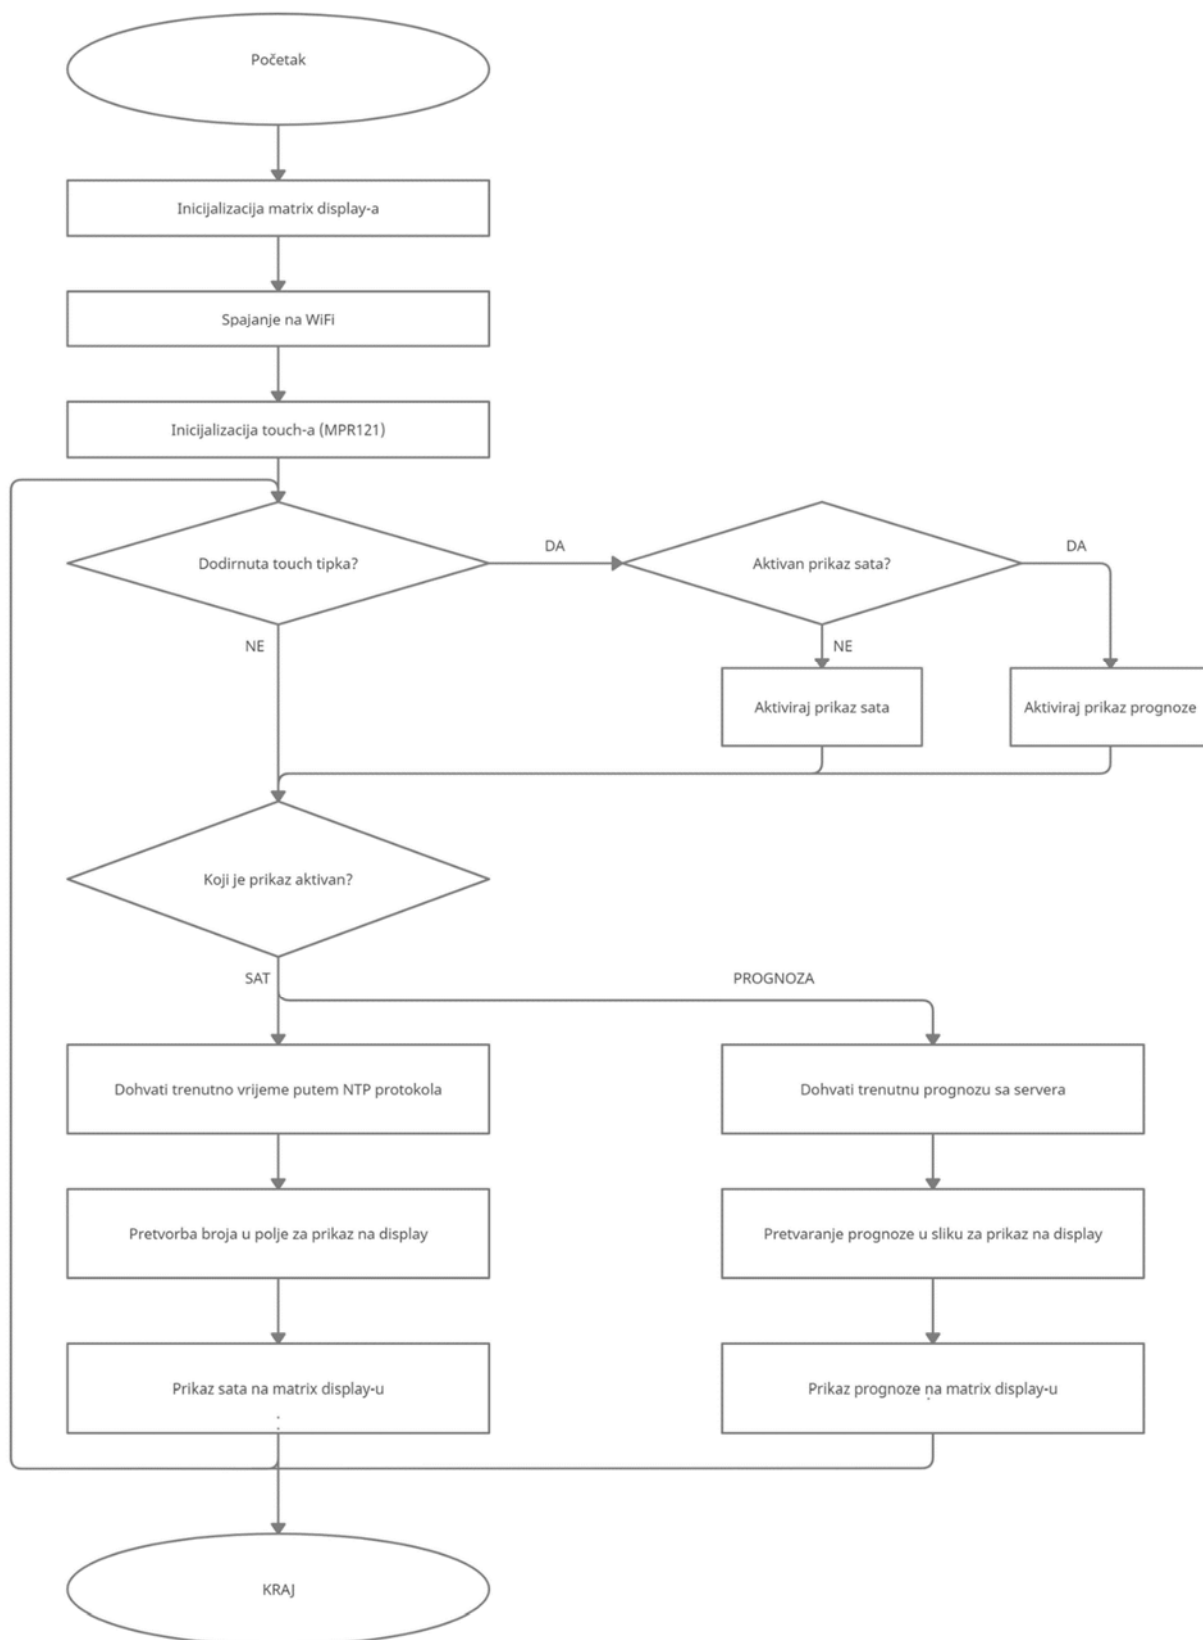 Početak
Inicijalizacija matrix display-a
Spajanje na WiFi
Inicijalizacija touch-a (MPR121)
Dodirnuta touch tipka?
DA
Aktivan prikaz sata?
DA
NE
NE
Aktiviraj prikaz sata
Aktiviraj prikaz prognoze
Koji je prikaz aktivan?
SAT
PROGNOZA
Dohvati trenutno vrijeme putem NTP protokola
Dohvati trenutnu prognozu sa servera
Pretvorba broja u polje za prikaz na display
Pretvaranje prognoze u sliku za prikaz na display
Prikaz sata na matrix display-u
Prikaz prognoze na matrix display-u
KRAJ